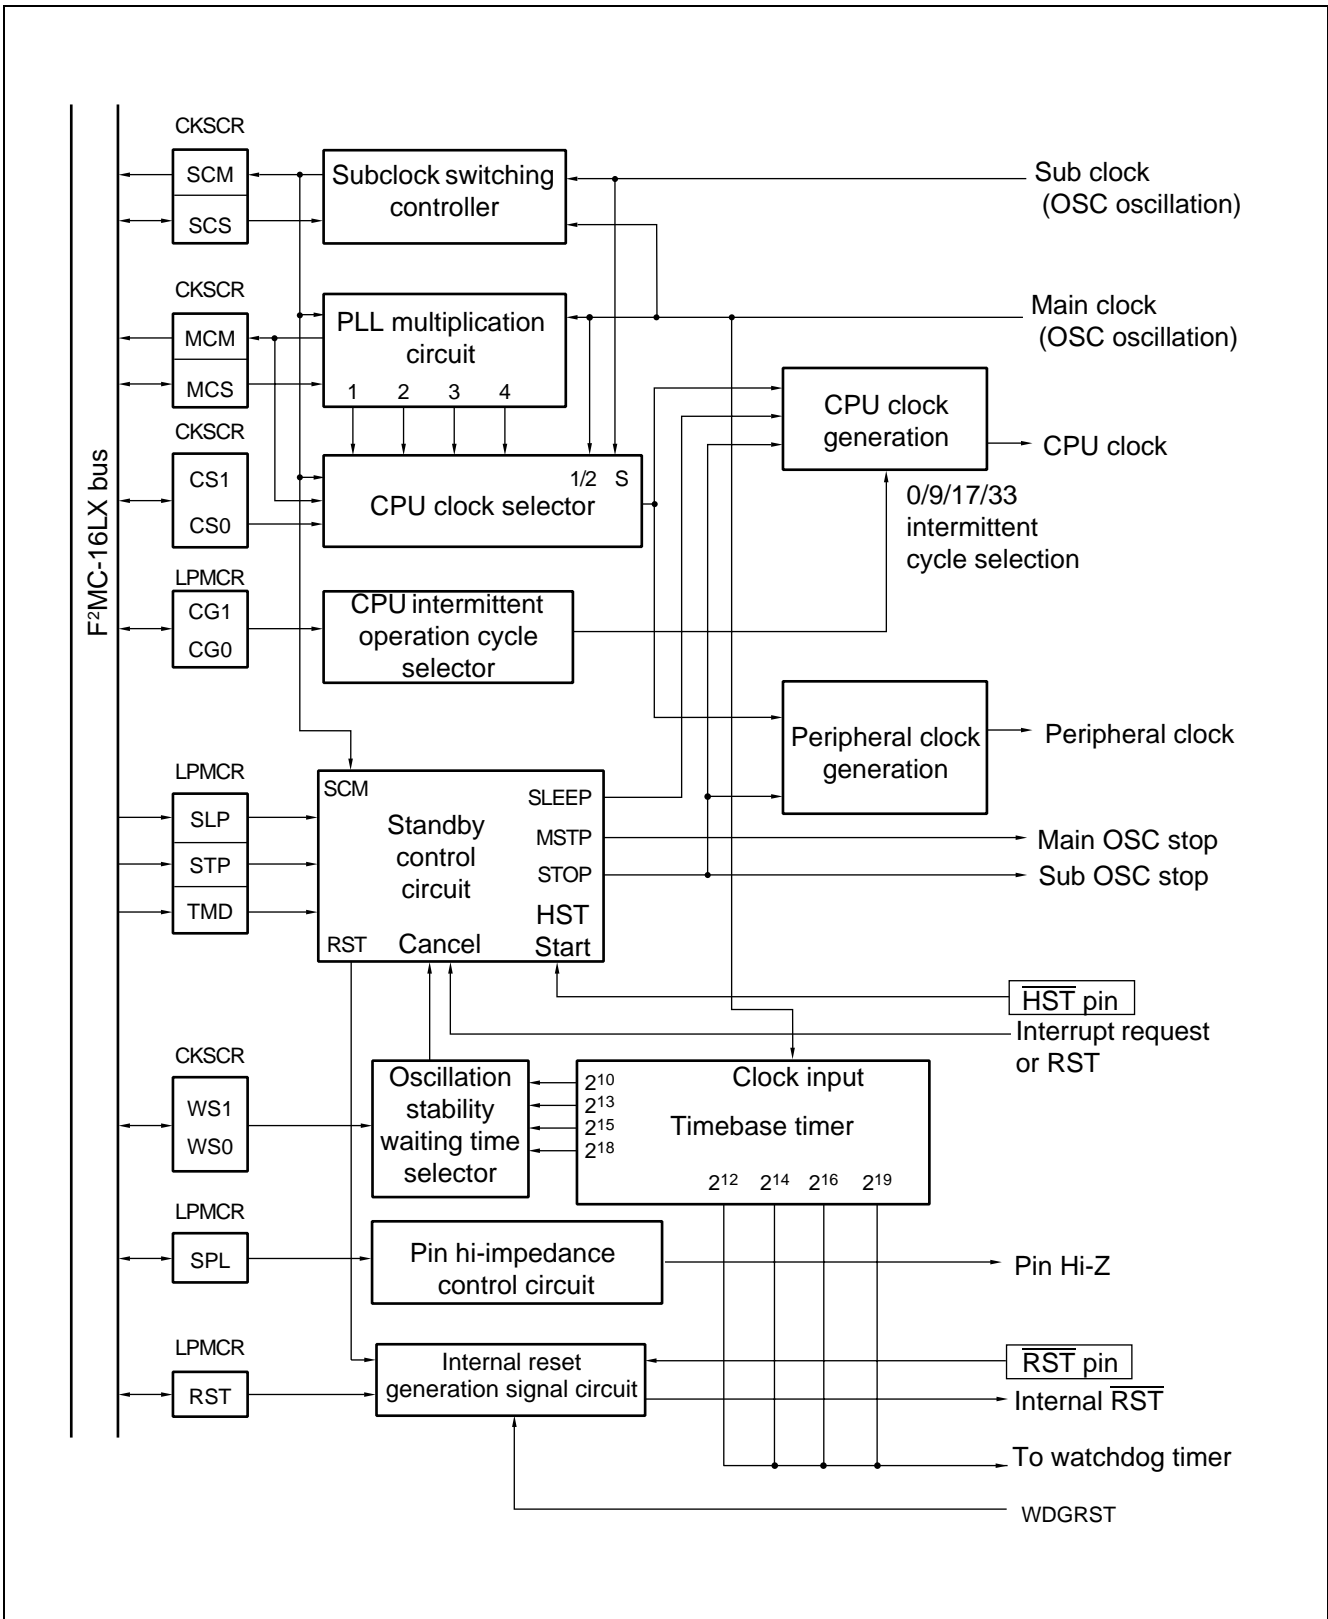 F²MC-16LX bus
CKSCR
SCM
SCS
Subclock switching
controller
Sub clock
(OSC oscillation)
CKSCR
MCM
MCS
PLL multiplication
circuit
1 2 3 4
Main clock
(OSC oscillation)
CKSCR
CS1
CS0
1/2 S
CPU clock selector
CPU clock
generation
CPU clock
0/9/17/33
intermittent
cycle selection
LPMCR
CG1
CG0
CPU intermittent
operation cycle
selector
Peripheral clock
generation
Peripheral clock
LPMCR
SLP
STP
TMD
SCM
Standby
control
circuit
SLEEP
MSTP
STOP
HST
Start
RST
Cancel
Main OSC stop
Sub OSC stop
HST pin
Interrupt request
or RST
CKSCR
WS1
WS0
Oscillation
stability
waiting time
selector
2¹⁰
2¹³
2¹⁵
2¹⁸
Clock input
Timebase timer
2¹² 2¹⁴ 2¹⁶ 2¹⁹
LPMCR
SPL
Pin hi-impedance
control circuit
Pin Hi-Z
LPMCR
RST
Internal reset
generation signal circuit
RST pin
Internal RST
To watchdog timer
WDGRST